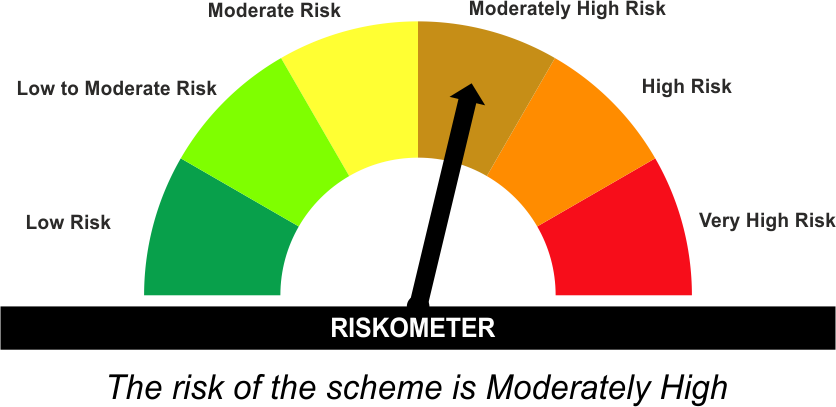 Moderate Risk
Moderately High Risk
Low to Moderate Risk
High Risk
Low Risk
Very High Risk
RISKOMETER
The risk of the scheme is Moderately High